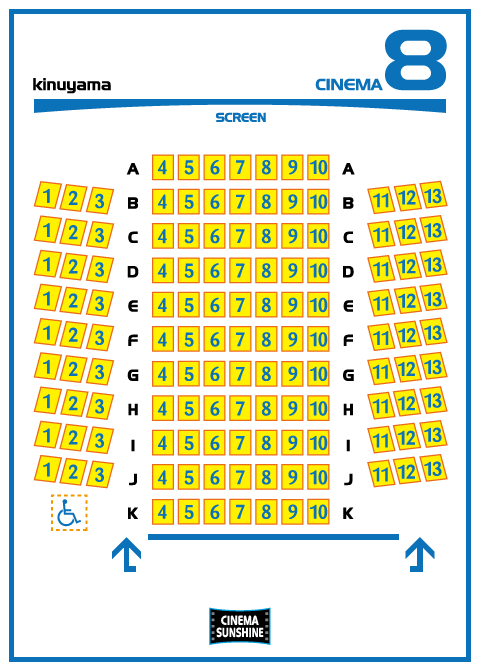 kinuyama CINEMA 8
SCREEN
A 4 5 6 7 8 9 10 A
1 2 3 B 4 5 6 7 8 9 10 B 11 12 13
1 2 3 C 4 5 6 7 8 9 10 C 11 12 13
1 2 3 D 4 5 6 7 8 9 10 D 11 12 13
1 2 3 E 4 5 6 7 8 9 10 E 11 12 13
1 2 3 F 4 5 6 7 8 9 10 F 11 12 13
1 2 3 G 4 5 6 7 8 9 10 G 11 12 13
1 2 3 H 4 5 6 7 8 9 10 H 11 12 13
1 2 3 I 4 5 6 7 8 9 10 I 11 12 13
1 2 3 J 4 5 6 7 8 9 10 J 11 12 13
K 4 5 6 7 8 9 10 K
CINEMA
SUNSHINE